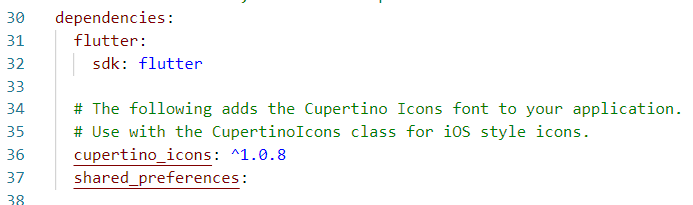 30 dependencies:
31 flutter:
32 sdk: flutter
33
34 # The following adds the Cupertino Icons font to your application.
35 # Use with the CupertinoIcons class for iOS style icons.
36 cupertino_icons: ^1.0.8
37 shared_preferences:
38